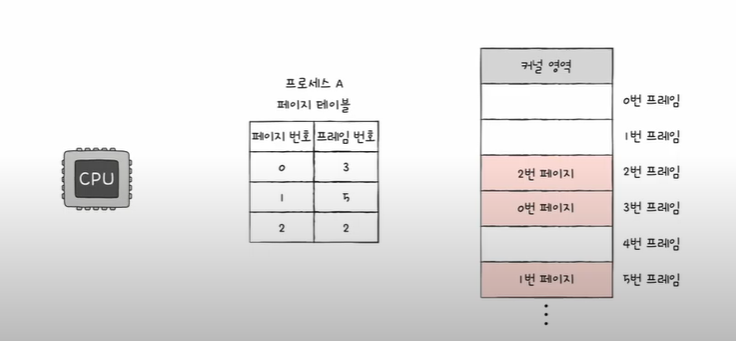 CPU
프로세스 A
페이지 테이블
페이지 번호 프레임 번호
0 3
1 5
2 2
커널 영역
0번 프레임
1번 프레임
2번 페이지 2번 프레임
0번 페이지 3번 프레임
4번 프레임
1번 페이지 5번 프레임